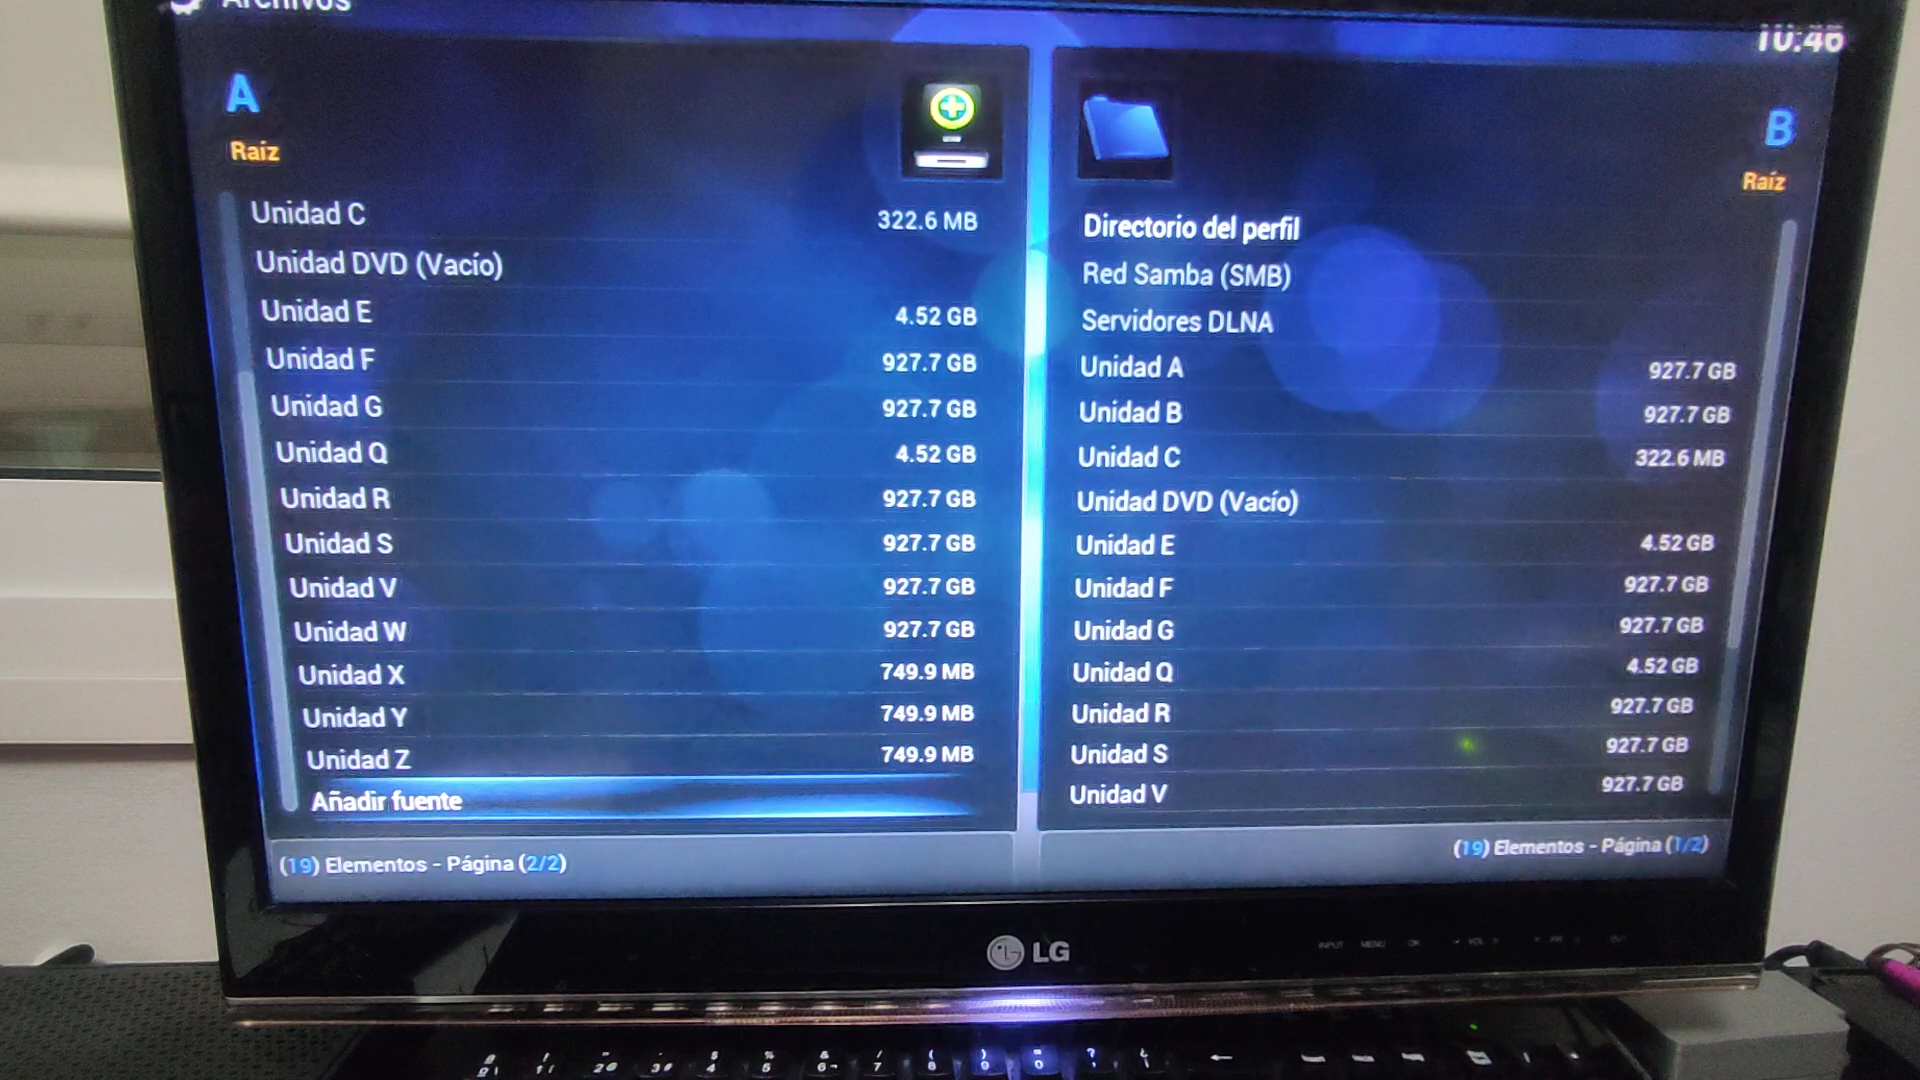 Archivos
10:46
A
Raiz
Unidad C 322.6 MB
Unidad DVD (Vacío)
Unidad E 4.52 GB
Unidad F 927.7 GB
Unidad G 927.7 GB
Unidad Q 4.52 GB
Unidad R 927.7 GB
Unidad S 927.7 GB
Unidad V 927.7 GB
Unidad W 927.7 GB
Unidad X 749.9 MB
Unidad Y 749.9 MB
Unidad Z 749.9 MB
Añadir fuente
(19) Elementos - Página (2/2)
B
Raíz
Directorio del perfil
Red Samba (SMB)
Servidores DLNA
Unidad A 927.7 GB
Unidad B 927.7 GB
Unidad C 322.6 MB
Unidad DVD (Vacío)
Unidad E 4.52 GB
Unidad F 927.7 GB
Unidad G 927.7 GB
Unidad Q 4.52 GB
Unidad R 927.7 GB
Unidad S 927.7 GB
Unidad V 927.7 GB
(19) Elementos - Página (1/2)
LG
INPUT MENU OK VOL